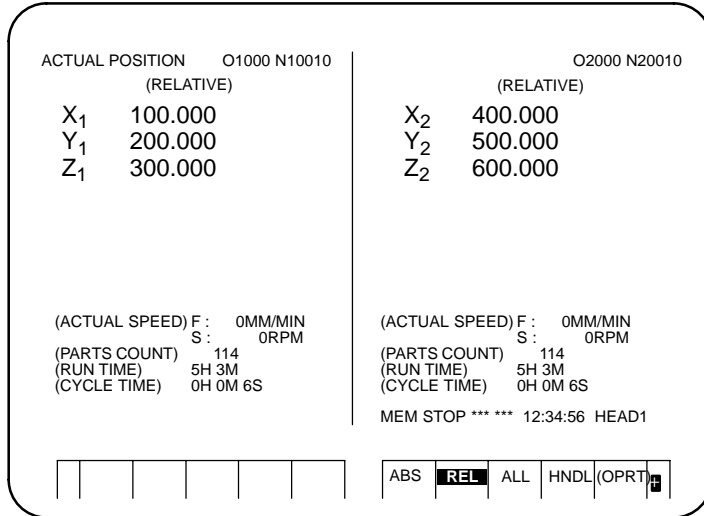 ACTUAL POSITION O1000 N10010
(RELATIVE)
X1 100.000
Y1 200.000
Z1 300.000
(ACTUAL SPEED) F : 0MM/MIN
S : 0RPM
(PARTS COUNT) 114
(RUN TIME) 5H 3M
(CYCLE TIME) 0H 0M 6S
O2000 N20010
(RELATIVE)
X2 400.000
Y2 500.000
Z2 600.000
(ACTUAL SPEED) F : 0MM/MIN
S : 0RPM
(PARTS COUNT) 114
(RUN TIME) 5H 3M
(CYCLE TIME) 0H 0M 6S
MEM STOP *** *** 12:34:56 HEAD1
ABS REL ALL HNDL (OPRT) +